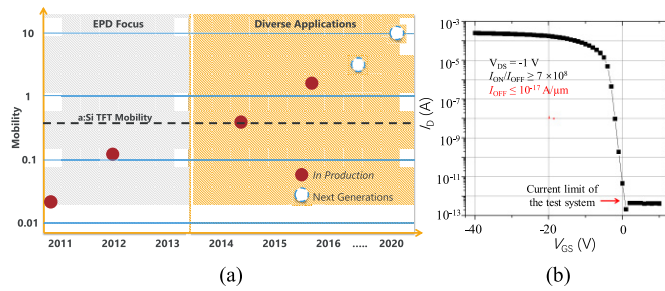 EPD Focus
Diverse Applications
10
1
0.1
0.01
Mobility
a:Si TFT Mobility
In Production
Next Generations
2011
2012
2013
2014
2015
2016
.....
2020
(a)
10⁻³
10⁻⁵
10⁻⁷
10⁻⁹
10⁻¹¹
10⁻¹³
I_D (A)
V_DS = -1 V
I_ON/I_OFF ≥ 7 ×10⁸
I_OFF ≤ 10⁻¹⁷ A/μm
Current limit of
the test system
-40
-20
0
V_GS (V)
(b)